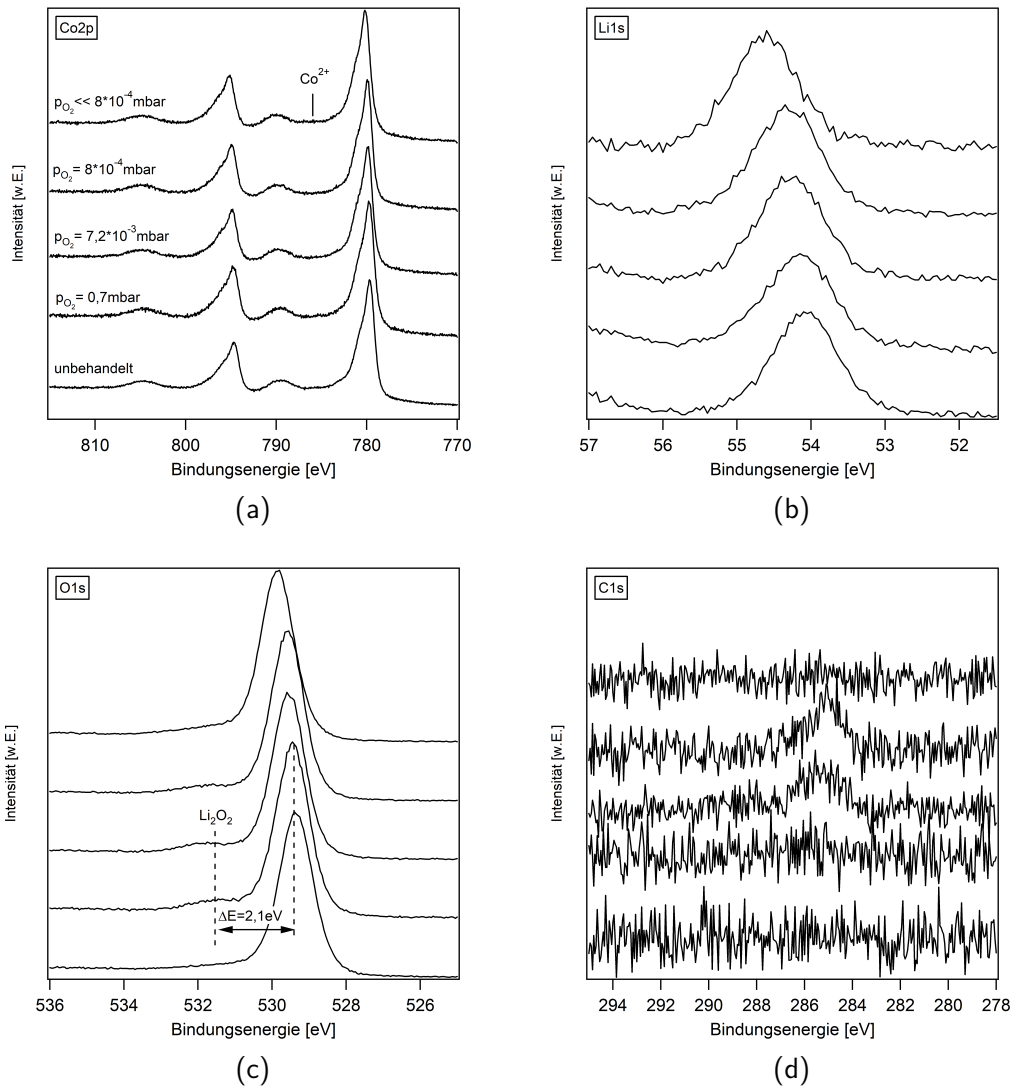 Co2p
Co2+
pO2 << 8*10-4mbar
pO2= 8*10-4mbar
pO2= 7,2*10-3mbar
pO2= 0,7mbar
unbehandelt
Intensität [w.E.]
810 800 790 780 770
Bindungsenergie [eV]
(a)
Li1s
Intensität [w.E.]
57 56 55 54 53 52
Bindungsenergie [eV]
(b)
O1s
Li2O2
ΔE=2,1eV
Intensität [w.E.]
536 534 532 530 528 526
Bindungsenergie [eV]
(c)
C1s
Intensität [w.E.]
294 292 290 288 286 284 282 280 278
Bindungsenergie [eV]
(d)